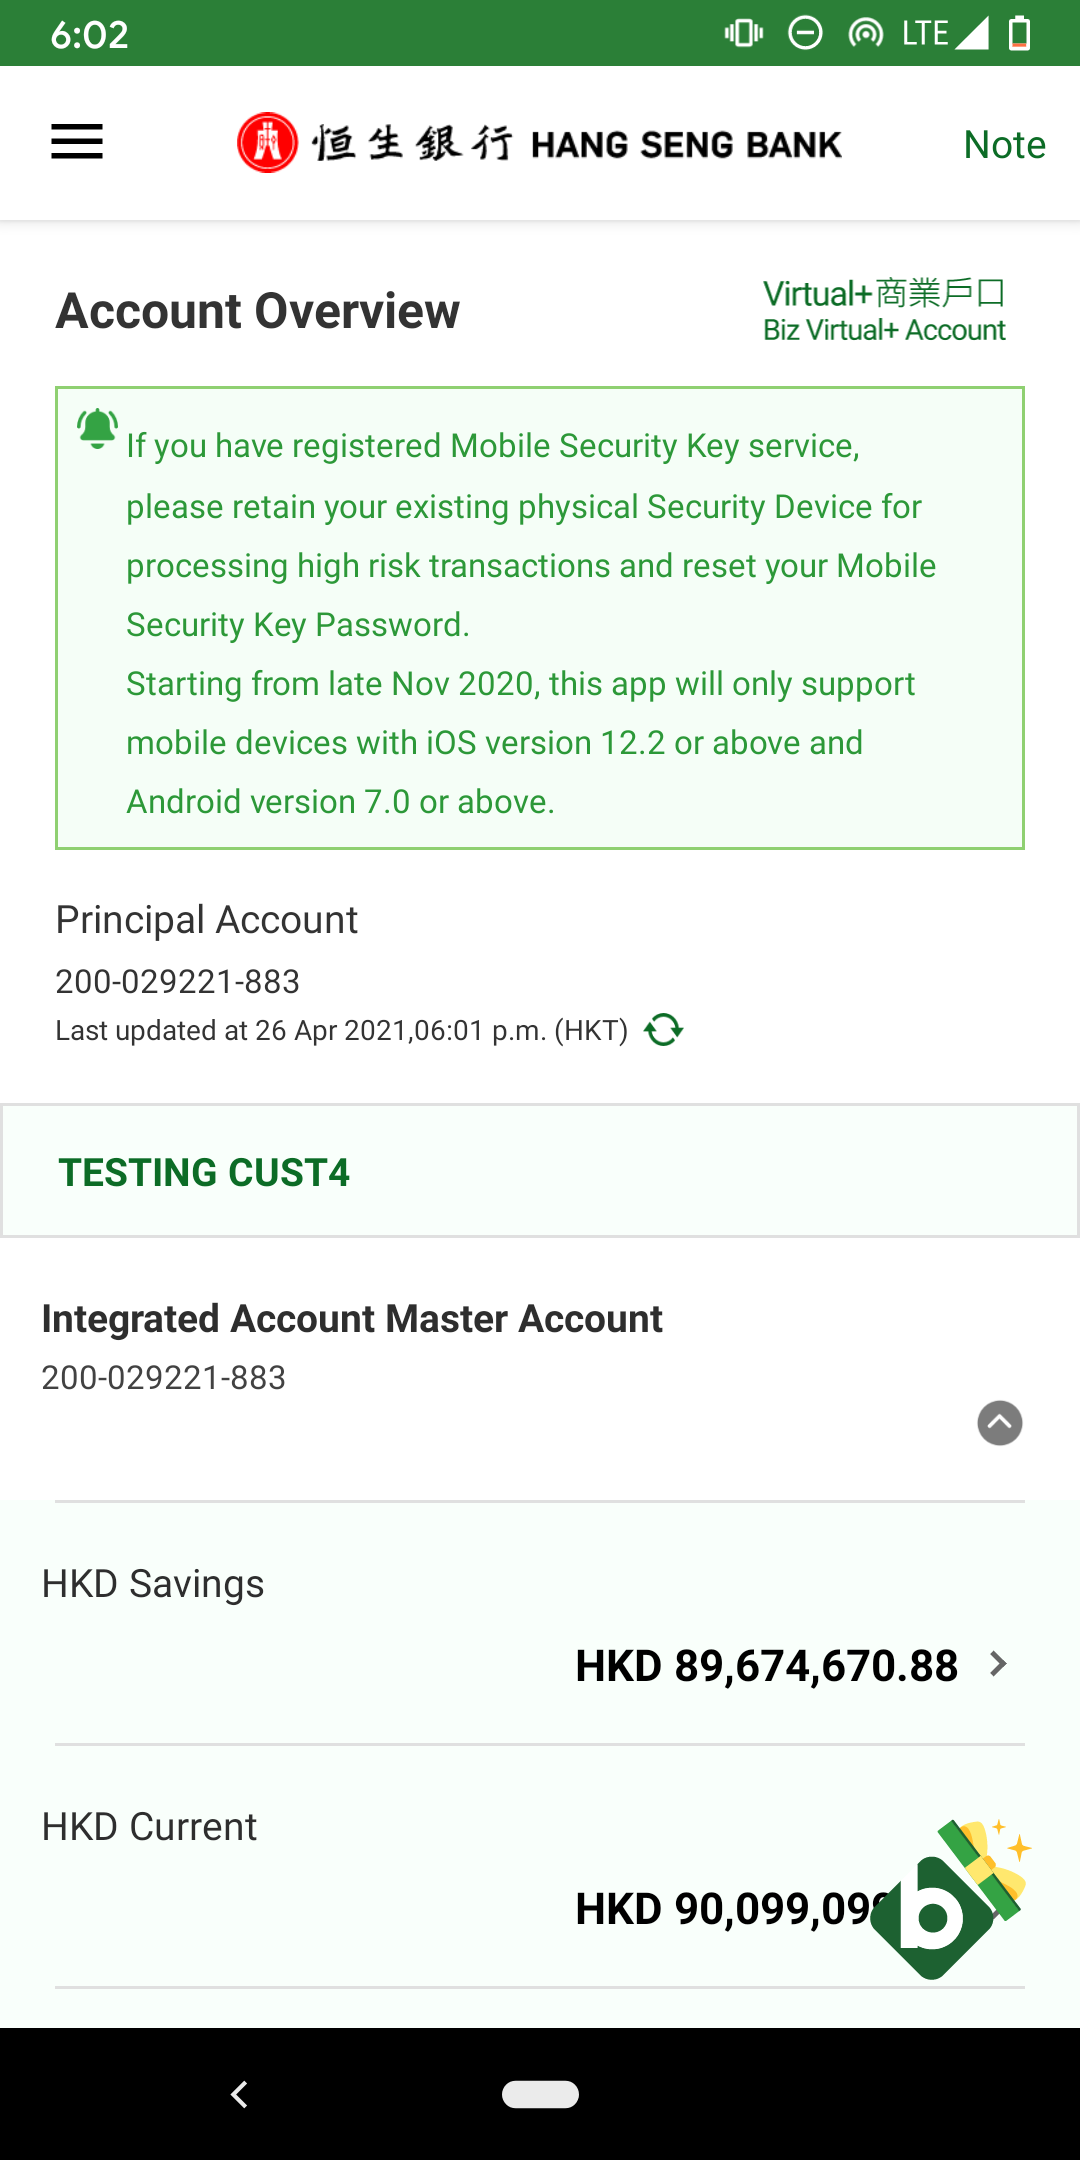 6:02
LTE
恒生銀行 HANG SENG BANK
Note
Account Overview
Virtual+商業戶口
Biz Virtual+ Account
If you have registered Mobile Security Key service,
please retain your existing physical Security Device for
processing high risk transactions and reset your Mobile
Security Key Password.
Starting from late Nov 2020, this app will only support
mobile devices with iOS version 12.2 or above and
Android version 7.0 or above.
Principal Account
200-029221-883
Last updated at 26 Apr 2021,06:01 p.m. (HKT)
TESTING CUST4
Integrated Account Master Account
200-029221-883
HKD Savings
HKD 89,674,670.88
HKD Current
HKD 90,099,09
b